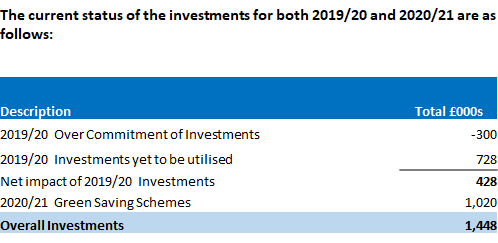 The current status of the investments for both 2019/20 and 2020/21 are as
follows:
Description Total £000s
2019/20 Over Commitment of Investments -300
2019/20 Investments yet to be utilised 728
Net impact of 2019/20 Investments 428
2020/21 Green Saving Schemes 1,020
Overall Investments 1,448